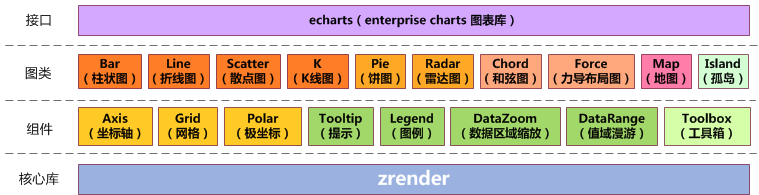 接口
echarts（enterprise charts 图表库）
图类
Bar
（柱状图）
Line
（折线图）
Scatter
（散点图）
K
（K线图）
Pie
（饼图）
Radar
（雷达图）
Chord
（和弦图）
Force
（力导布局图）
Map
（地图）
Island
（孤岛）
组件
Axis
（坐标轴）
Grid
（网格）
Polar
（极坐标）
Tooltip
（提示）
Legend
（图例）
DataZoom
（数据区域缩放）
DataRange
（值域漫游）
Toolbox
（工具箱）
核心库
zrender